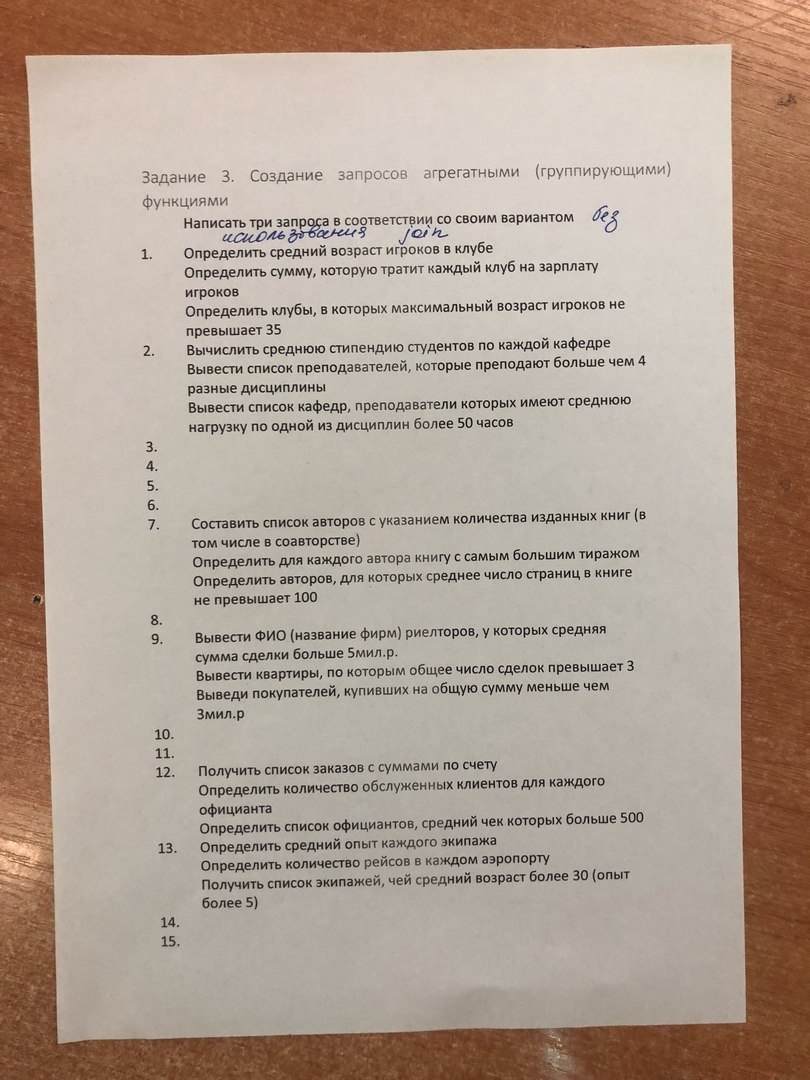 Задание 3. Создание запросов агрегатными (группирующими)
функциями
Написать три запроса в соответствии со своим вариантом без
использования join
1. Определить средний возраст игроков в клубе
Определить сумму, которую тратит каждый клуб на зарплату
игроков
Определить клубы, в которых максимальный возраст игроков не
превышает 35
2. Вычислить среднюю стипендию студентов по каждой кафедре
Вывести список преподавателей, которые преподают больше чем 4
разные дисциплины
Вывести список кафедр, преподаватели которых имеют среднюю
нагрузку по одной из дисциплин более 50 часов
3.
4.
5.
6.
7. Составить список авторов с указанием количества изданных книг (в
том числе в соавторстве)
Определить для каждого автора книгу с самым большим тиражом
Определить авторов, для которых среднее число страниц в книге
не превышает 100
8.
9. Вывести ФИО (название фирм) риелторов, у которых средняя
сумма сделки больше 5мил.р.
Вывести квартиры, по которым общее число сделок превышает 3
Выведи покупателей, купивших на общую сумму меньше чем
3мил.р
10.
11.
12. Получить список заказов с суммами по счету
Определить количество обслуженных клиентов для каждого
официанта
Определить список официантов, средний чек которых больше 500
13. Определить средний опыт каждого экипажа
Определить количество рейсов в каждом аэропорту
Получить список экипажей, чей средний возраст более 30 (опыт
более 5)
14.
15.